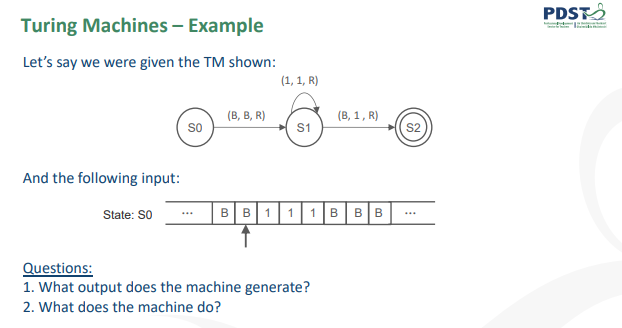 PDST
Turing Machines – Example
Let's say we were given the TM shown:
(1, 1, R)
(B, B, R)
(B, 1 , R)
S0
S1
S2
And the following input:
State: S0
... B B 1 1 1 B B B ...
Questions:
1. What output does the machine generate?
2. What does the machine do?